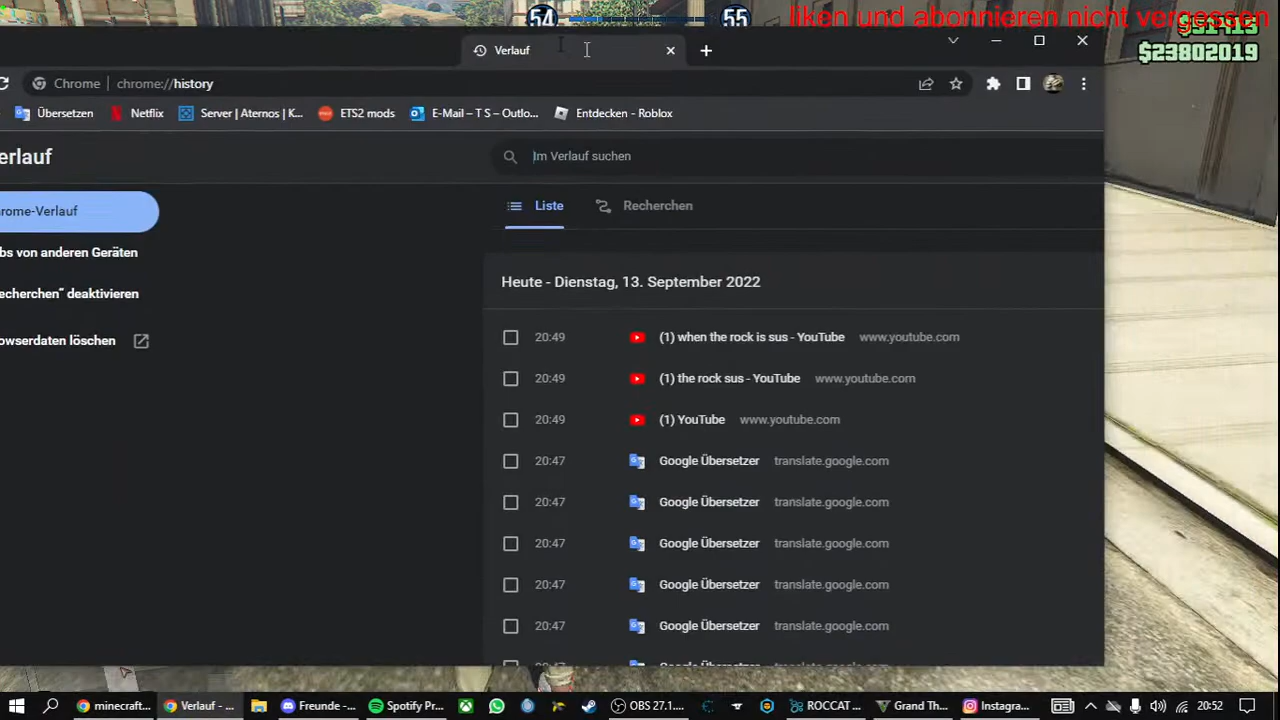 liken und abonnieren nicht vergessen
54
55
$23802019
Verlauf
Chrome
chrome://history
Übersetzen
Netflix
Server | Aternos | K...
ETS2 mods
E-Mail – T S – Outlo...
Entdecken - Roblox
erlauf
Im Verlauf suchen
rome-Verlauf
Liste
Recherchen
bs von anderen Geräten
echerchen" deaktivieren
owserdaten löschen
Heute - Dienstag, 13. September 2022
20:49 (1) when the rock is sus - YouTube www.youtube.com
20:49 (1) the rock sus - YouTube www.youtube.com
20:49 (1) YouTube www.youtube.com
20:47 Google Übersetzer translate.google.com
20:47 Google Übersetzer translate.google.com
20:47 Google Übersetzer translate.google.com
20:47 Google Übersetzer translate.google.com
20:47 Google Übersetzer translate.google.com
minecraft...
Verlauf - ...
Freunde -...
Spotify Pr...
OBS 27.1....
ROCCAT ...
Grand Th...
Instagra...
20:52